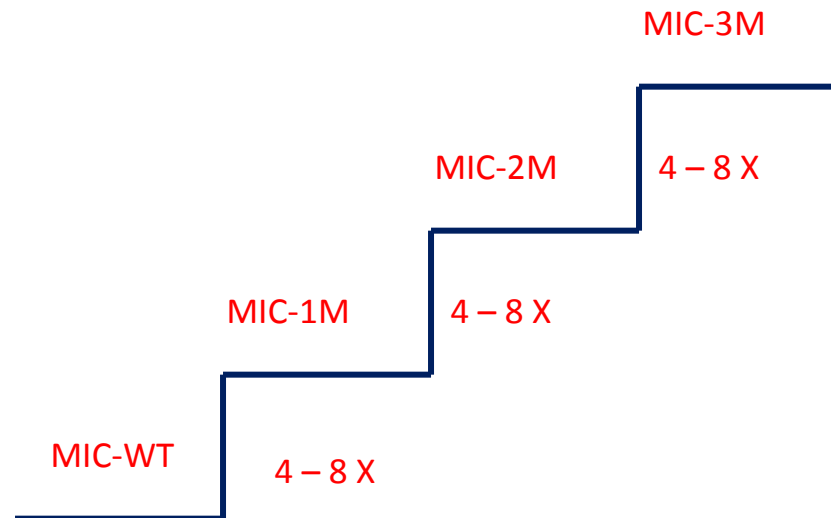 MIC-3M
MIC-2M
4 – 8 X
MIC-1M
4 – 8 X
MIC-WT
4 – 8 X